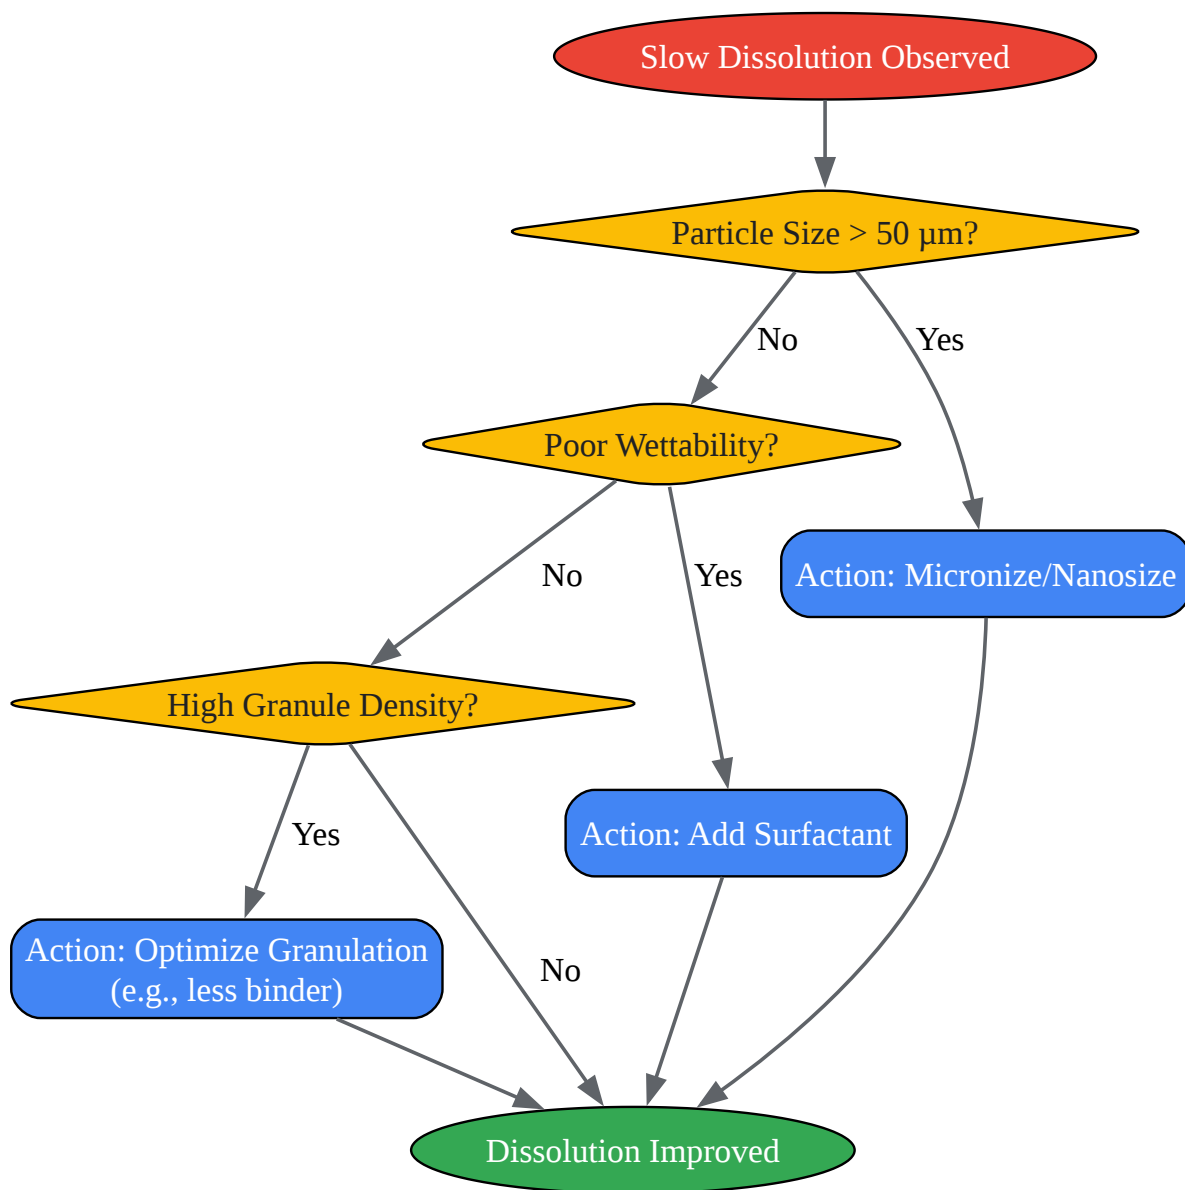 Slow Dissolution Observed
Particle Size > 50 µm?
No
Yes
Poor Wettability?
No
Yes
Action: Micronize/Nanosize
High Granule Density?
Yes
Action: Add Surfactant
Action: Optimize Granulation
(e.g., less binder)
No
Dissolution Improved